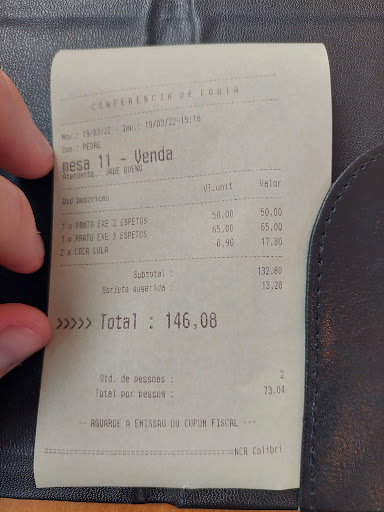 CONFERENCIA DE CONTA
Mov.: 19/03/22 - Imp.: 19/03/22-15:18
Ope.: PEDRO
mesa 11 - Venda
Atendente.: JADE BUENO
Qtd Descricao Vl.unit Valor
1 x PRATO EXE 2 ESPETOS 50,00 50,00
1 x PRATO EXE 3 ESPETOS 65,00 65,00
2 x COCA COLA 8,90 17,80
Subtotal : 132,80
Gorjeta sugerida : 13,28
>>>>> Total : 146,08
Qtd. de pessoas : 2
Total por pessoa : 73,04
-- AGUARDE A EMISSAO DO CUPOM FISCAL ---
NCR Colibri